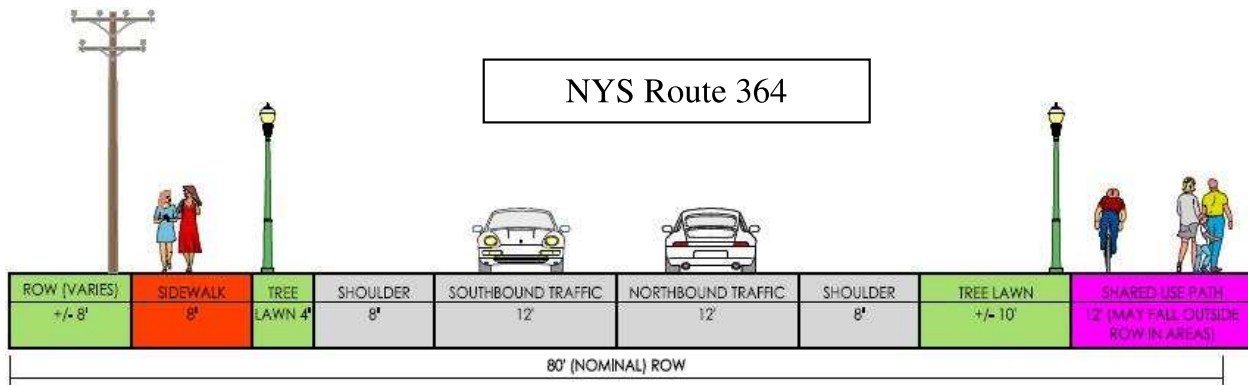 NYS Route 364
ROW (VARIES)
+/- 8'
SIDEWALK
8'
TREE
LAWN 4'
SHOULDER
8'
SOUTHBOUND TRAFFIC
12'
NORTHBOUND TRAFFIC
12'
SHOULDER
8'
TREE LAWN
+/- 10'
SHARED USE PATH
12' (MAY FALL OUTSIDE
ROW IN AREAS)
80' (NOMINAL) ROW